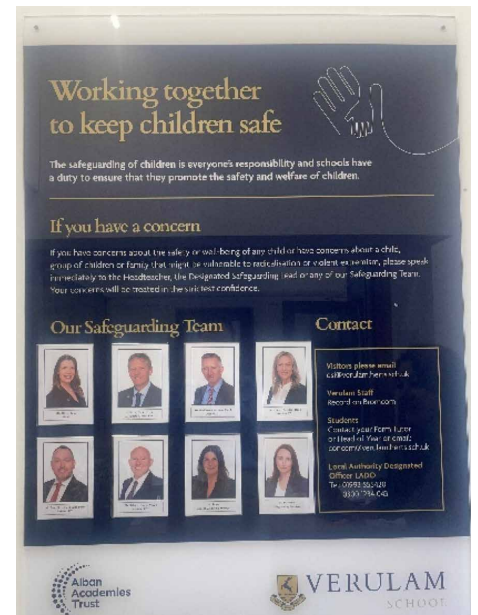 Working together
to keep children safe
The safeguarding of children is everyone's responsibility and schools have
a duty to ensure that they promote the safety and welfare of children.
If you have a concern
If you have concerns about the safety or well-being of any child or have concerns about a child,
group of children or family that might be vulnerable to radicalisation or violent extremism, please speak
immediately to the Headteacher, the Designated Safeguarding Lead or any of our Safeguarding Team.
Your concerns will be treated in the strictest confidence.
Our Safeguarding Team
Contact
Visitors please email
Verulam Staff
Record on Bromcom
Students
Contact your Form Tutor
or Head of Year or email:
Local Authority Designated
Officer LADO
Alban
Academies
Trust
VERULAM
SCHOOL